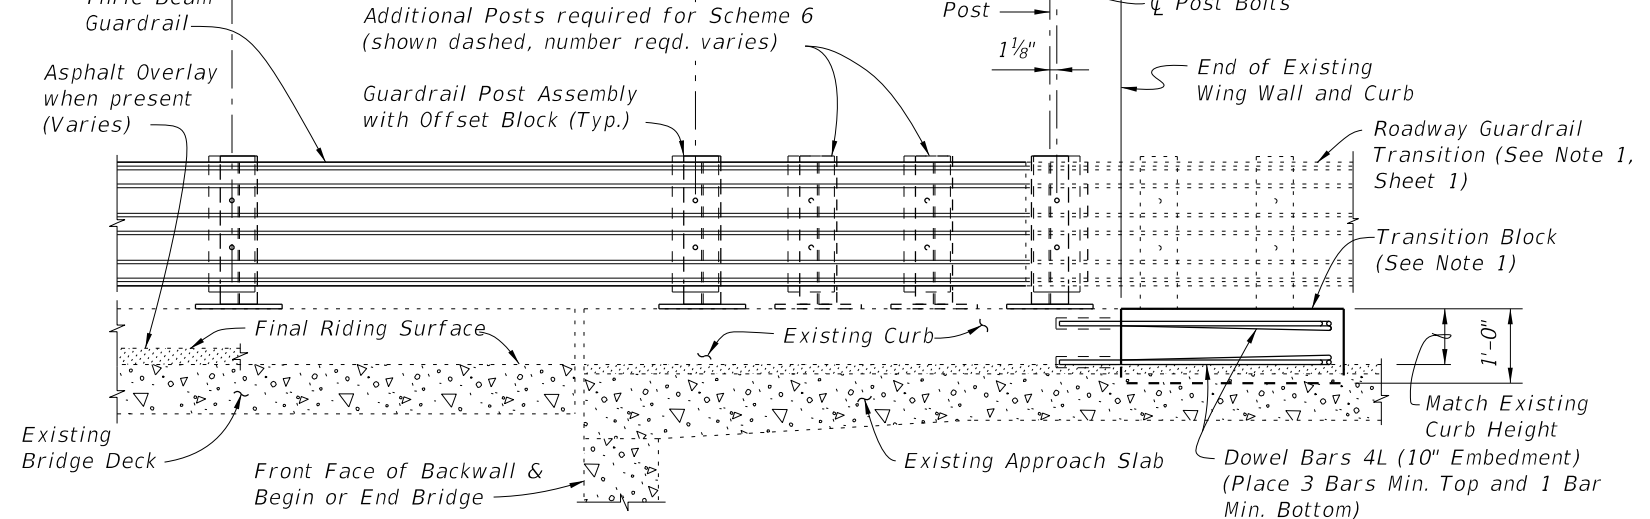 Thrie Beam
Guardrail
Additional Posts required for Scheme 6
(shown dashed, number reqd. varies)
Post
℄ Post Bolts
1⅛"
Asphalt Overlay
when present
(Varies)
Guardrail Post Assembly
with Offset Block (Typ.)
End of Existing
Wing Wall and Curb
Roadway Guardrail
Transition (See Note 1,
Sheet 1)
Transition Block
(See Note 1)
Final Riding Surface
Existing Curb
1'-0"
Match Existing
Curb Height
Existing
Bridge Deck
Front Face of Backwall &
Begin or End Bridge
Existing Approach Slab
Dowel Bars 4L (10" Embedment)
(Place 3 Bars Min. Top and 1 Bar
Min. Bottom)